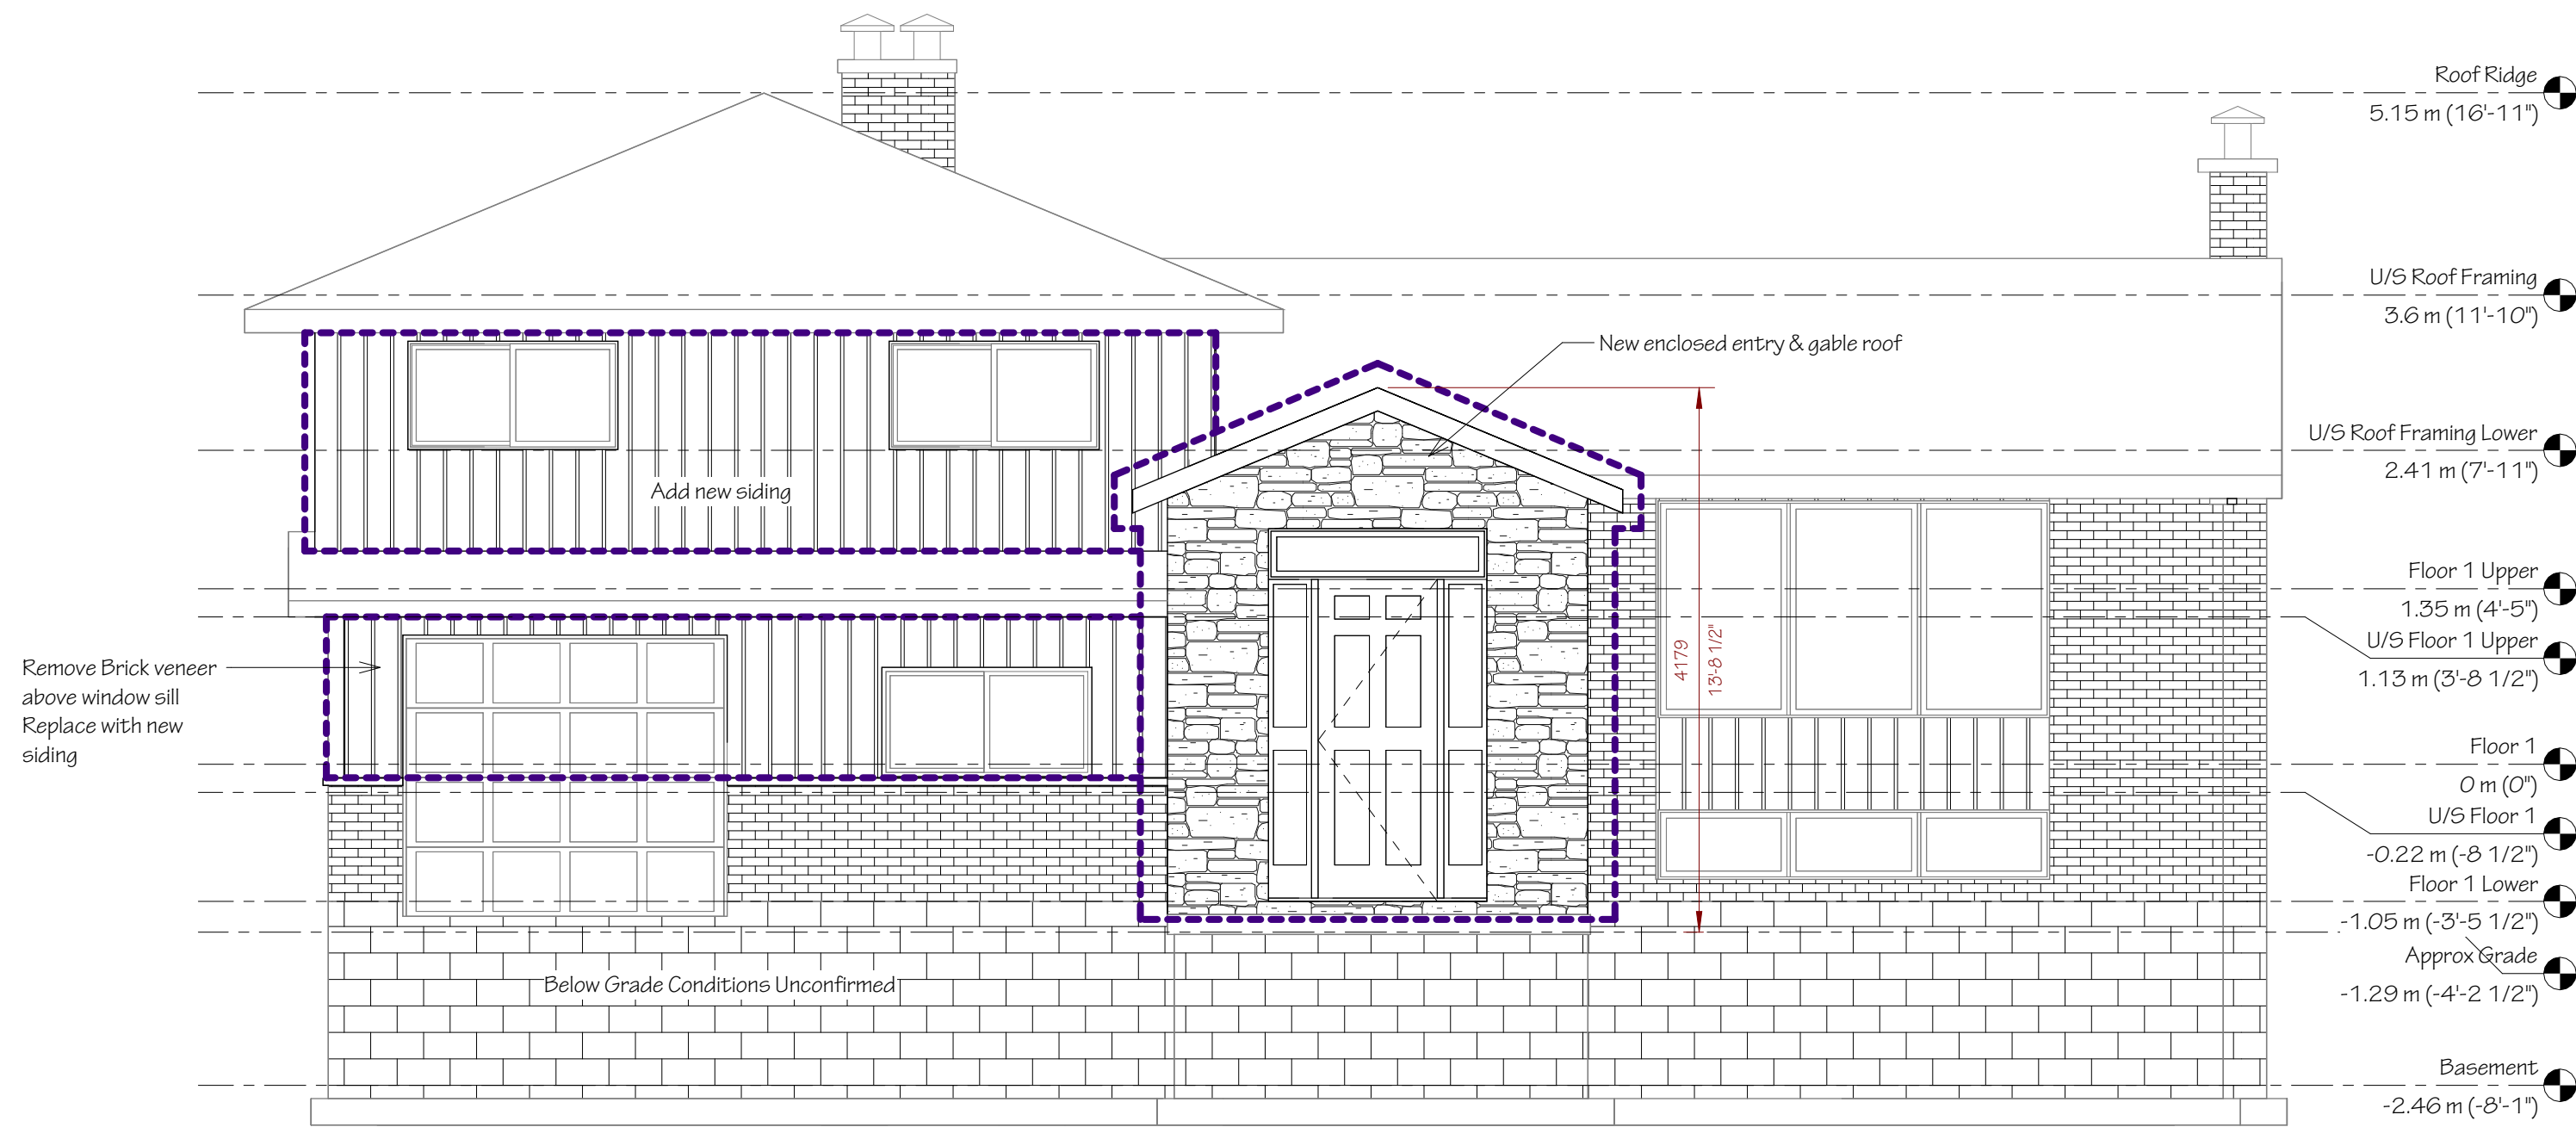 Roof Ridge
5.15 m (16'-11")
U/S Roof Framing
3.6 m (11'-10")
New enclosed entry & gable roof
U/S Roof Framing Lower
2.41 m (7'-11")
Add new siding
Floor 1 Upper
1.35 m (4'-5")
U/S Floor 1 Upper
1.13 m (3'-8 1/2")
4179
13'-8 1/2"
Remove Brick veneer
above window sill
Replace with new
siding
Floor 1
0 m (0")
U/S Floor 1
-0.22 m (-8 1/2")
Floor 1 Lower
-1.05 m (-3'-5 1/2")
Approx Grade
-1.29 m (-4'-2 1/2")
Below Grade Conditions Unconfirmed
Basement
-2.46 m (-8'-1")